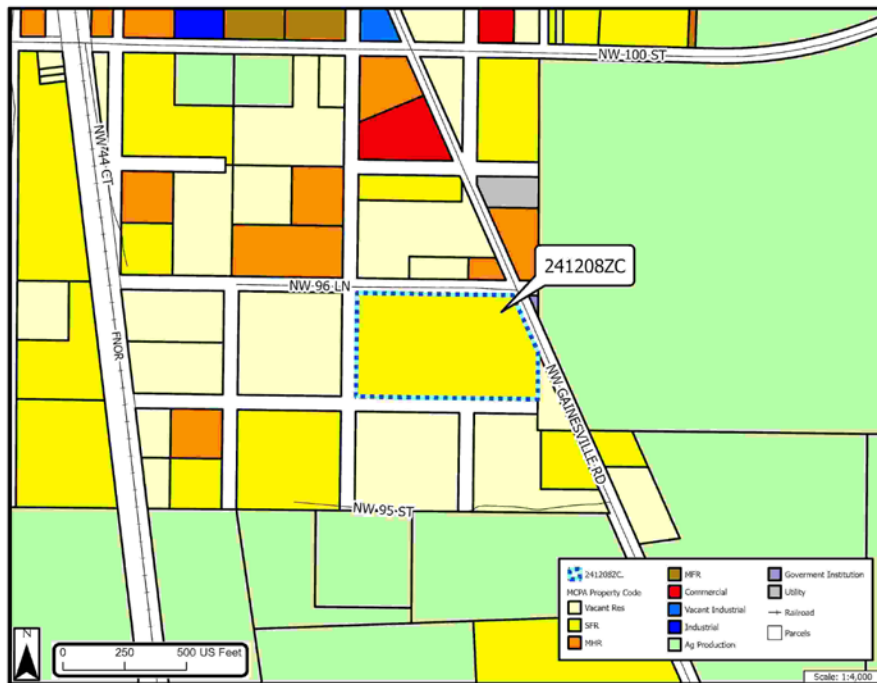 NW 100 ST
NW 44 CT
241208ZC
NW 96 LN
FNOR
NW GAINESVILLE RD
NW 95 ST
N
0 250 500 US Feet
241208ZC.
MCPA Property Code
Vacant Res
SFR
MHR
MFR
Commercial
Vacant Industrial
Industrial
Ag Production
Goverment Institution
Utility
Railroad
Parcels
Scale: 1:4,000